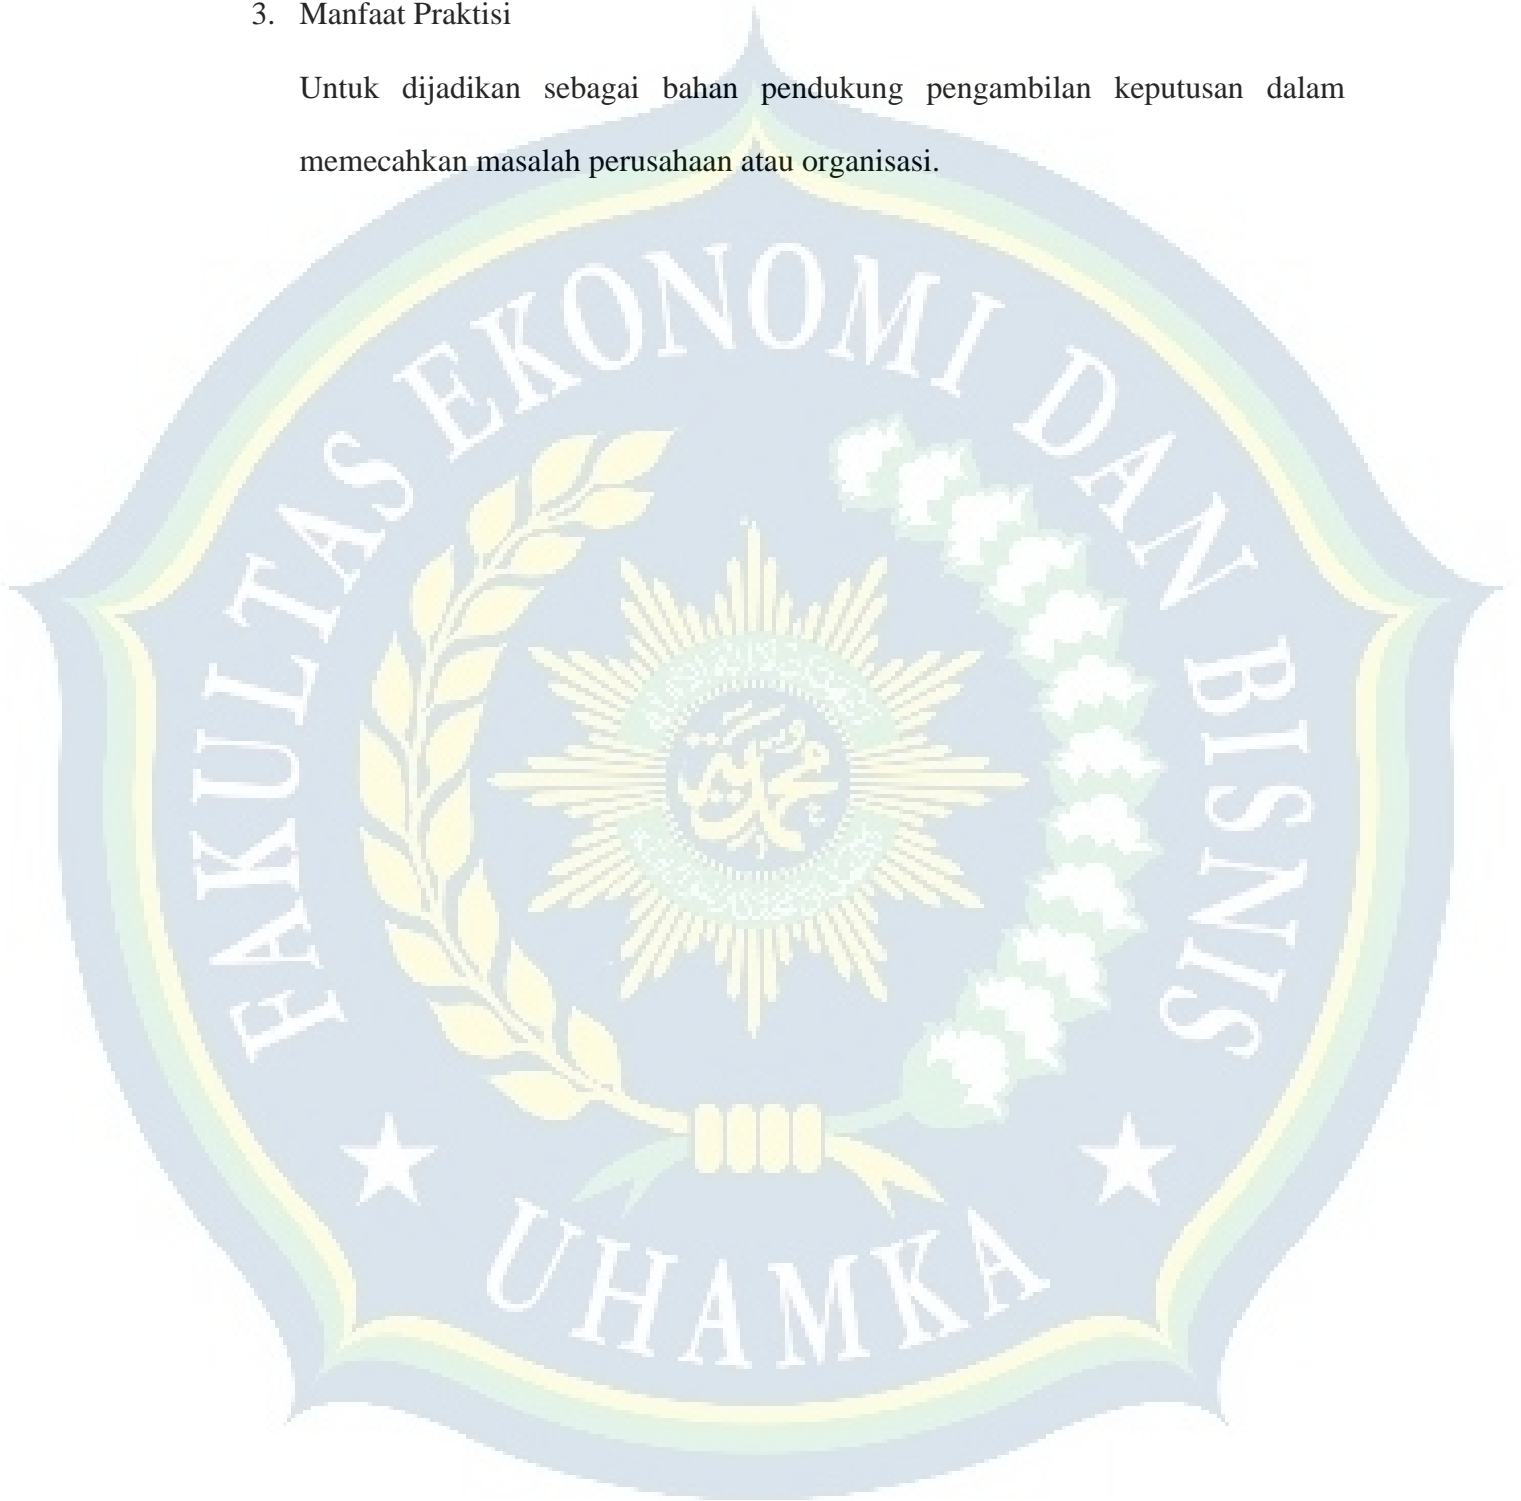 3. Manfaat Praktisi
Untuk dijadikan sebagai bahan pendukung pengambilan keputusan dalam
memecahkan masalah perusahaan atau organisasi.
FAKULTAS EKONOMI DAN BISNIS
محمد
UHAMKA